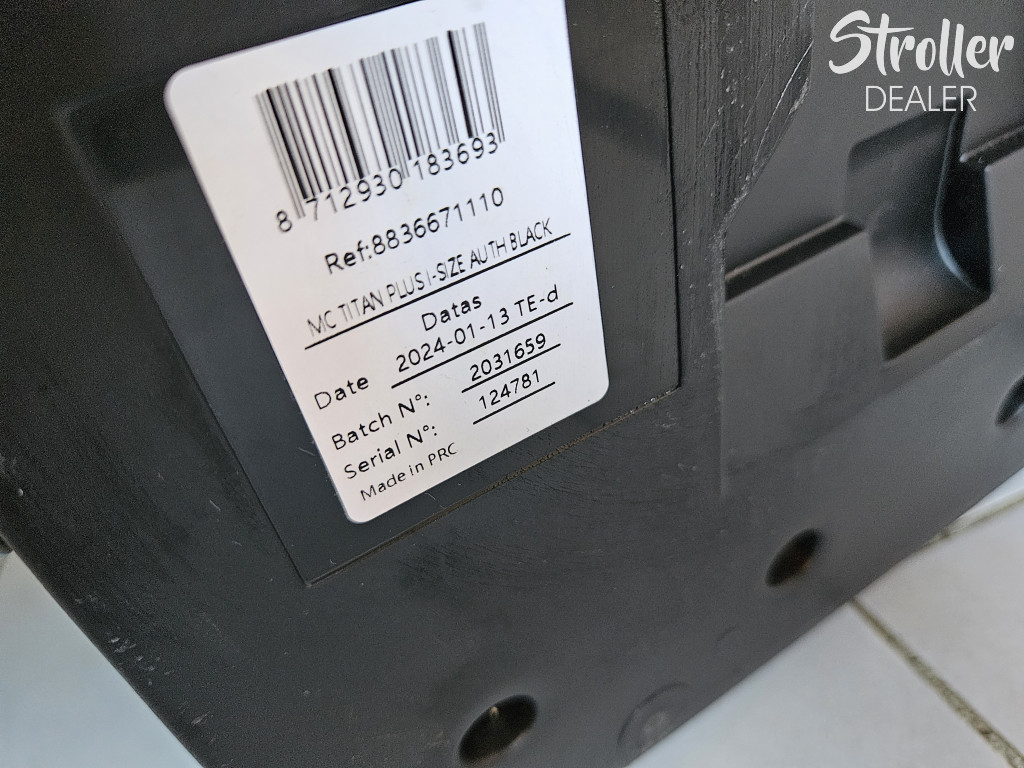 Stroller
DEALER
8 712930 183693
Ref:8836671110
MC TITAN PLUS I-SIZE AUTH BLACK
Datas
Date 2024-01-13 TE-d
Batch N°: 2031659
Serial N°: 124781
Made in PRC